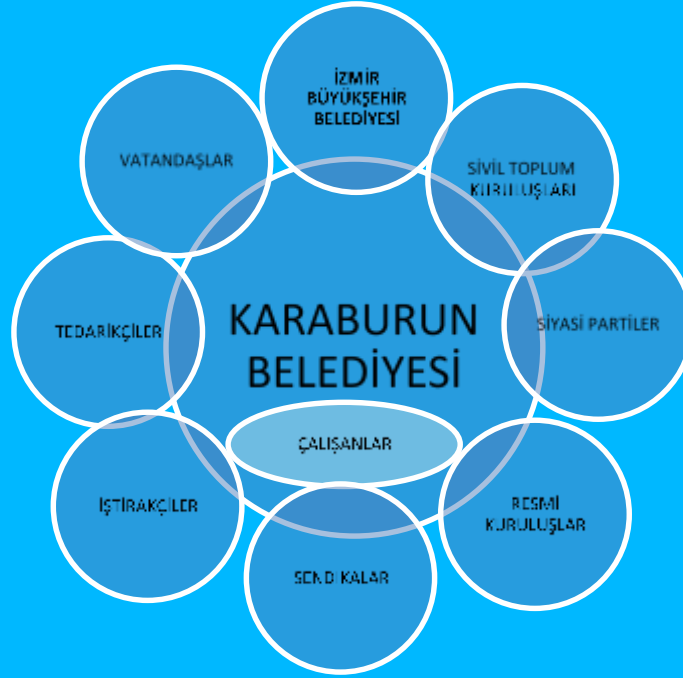 İZMİR
BÜYÜKŞEHİR
BELEDİYESİ
VATANDAŞLAR
SİVİL TOPLUM
KURULUŞLARI
TEDARİKÇİLER
KARABURUN
BELEDİYESİ
SİYASİ PARTİLER
ÇALIŞANLAR
İŞTİRAKÇİLER
RESMİ
KURULUŞLAR
SENDİKALAR